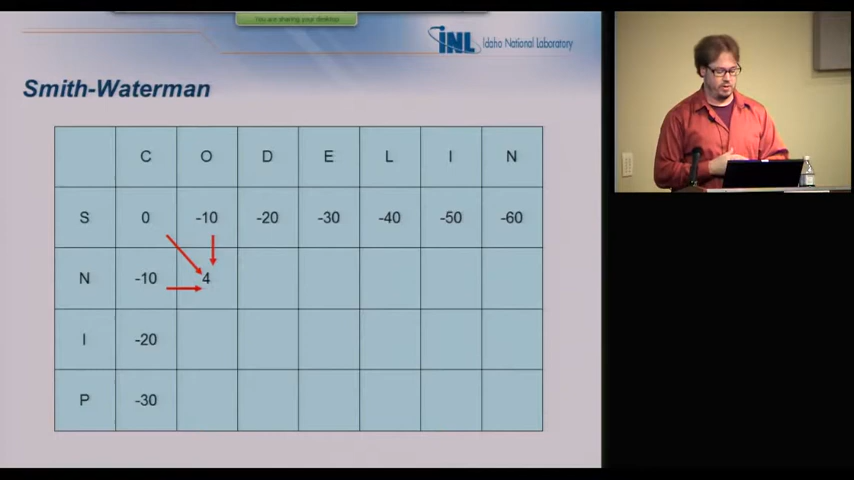 You are sharing your desktop
INL Idaho National Laboratory
Smith-Waterman
C O D E L I N
S 0 -10 -20 -30 -40 -50 -60
N -10 4
I -20
P -30